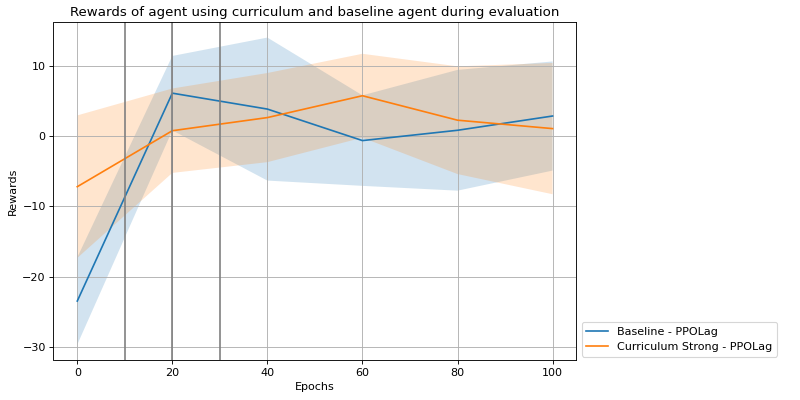 Rewards of agent using curriculum and baseline agent during evaluation
Rewards
10
0
−10
−20
−30
0 20 40 60 80 100
Epochs
Baseline - PPOLag
Curriculum Strong - PPOLag